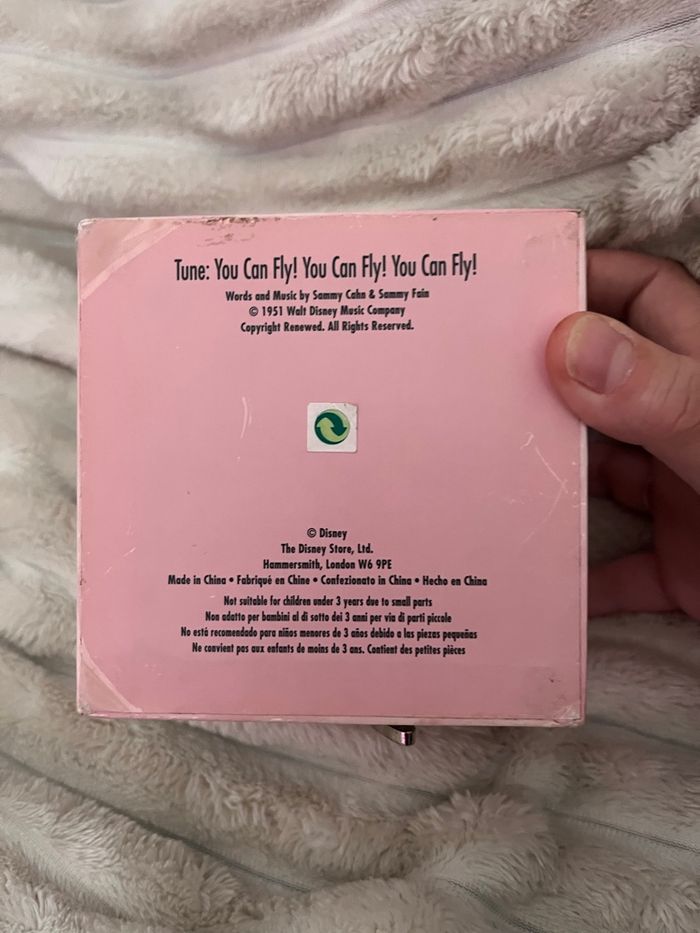 Tune: You Can Fly! You Can Fly! You Can Fly!
Words and Music by Sammy Cahn & Sammy Fain
© 1951 Walt Disney Music Company
Copyright Renewed. All Rights Reserved.
© Disney
The Disney Store, Ltd.
Hammersmith, London W6 9PE
Made in China • Fabriqué en Chine • Confezionato in China • Hecho en China
Not suitable for children under 3 years due to small parts
Non adatto per bambini al di sotto dei 3 anni per via di parti piccole
No está recomendado para niños menores de 3 años debido a las piezas pequeñas
Ne convient pas aux enfants de moins de 3 ans. Contient des petites pièces